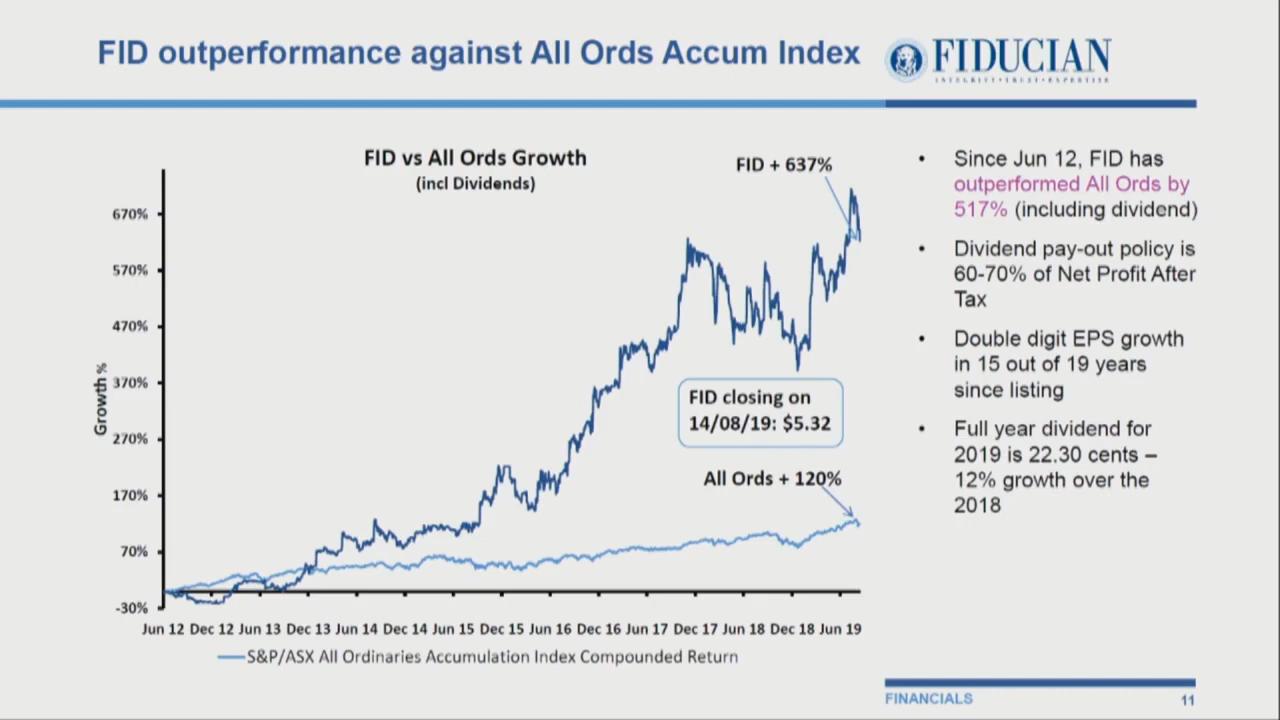 FID outperformance against All Ords Accum Index
FIDUCIAN
INTEGRITY • TRUST • EXPERTISE
FID vs All Ords Growth
(incl Dividends)
FID + 637%
670%
570%
470%
370%
270%
170%
70%
-30%
Growth %
FID closing on
14/08/19: $5.32
All Ords + 120%
Jun 12 Dec 12 Jun 13 Dec 13 Jun 14 Dec 14 Jun 15 Dec 15 Jun 16 Dec 16 Jun 17 Dec 17 Jun 18 Dec 18 Jun 19
S&P/ASX All Ordinaries Accumulation Index Compounded Return
• Since Jun 12, FID has
outperformed All Ords by
517% (including dividend)
• Dividend pay-out policy is
60-70% of Net Profit After
Tax
• Double digit EPS growth
in 15 out of 19 years
since listing
• Full year dividend for
2019 is 22.30 cents –
12% growth over the
2018
FINANCIALS
11